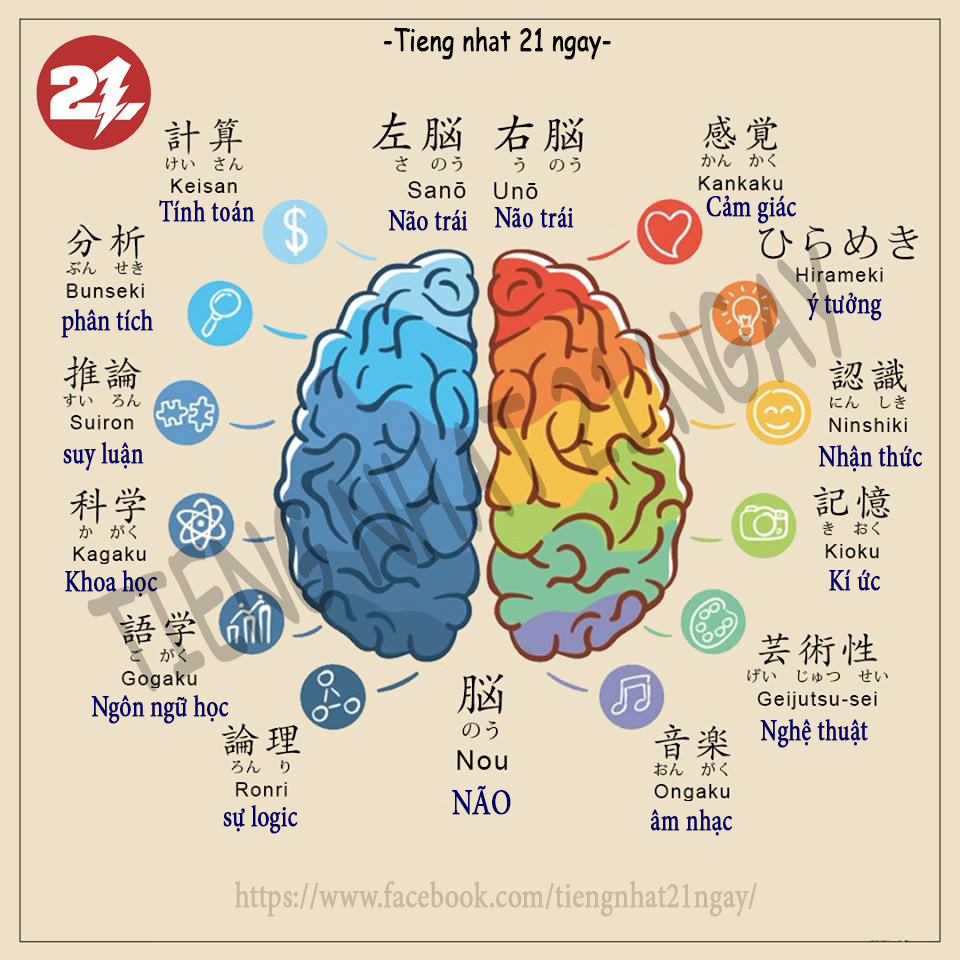 -Tieng nhat 21 ngay-
21
計算
けい さん
Keisan
Tính toán
左脳
さ のう
Sanō
Não trái
右脳
う のう
Unō
Não trái
感覚
かん かく
Kankaku
Cảm giác
分析
ぶん せき
Bunseki
phân tích
ひらめき
Hirameki
ý tưởng
推論
すい ろん
Suiron
suy luận
認識
にん しき
Ninshiki
Nhận thức
科学
か がく
Kagaku
Khoa học
記憶
き おく
Kioku
Kí ức
語学
ご がく
Gogaku
Ngôn ngữ học
芸術性
げい じゅつ せい
Geijutsu-sei
Nghệ thuật
論理
ろん り
Ronri
sự logic
脳
のう
Nou
NÃO
音楽
おん がく
Ongaku
âm nhạc
TIENG NHAT 21 NGAY
https://www.facebook.com/tiengnhat21ngay/